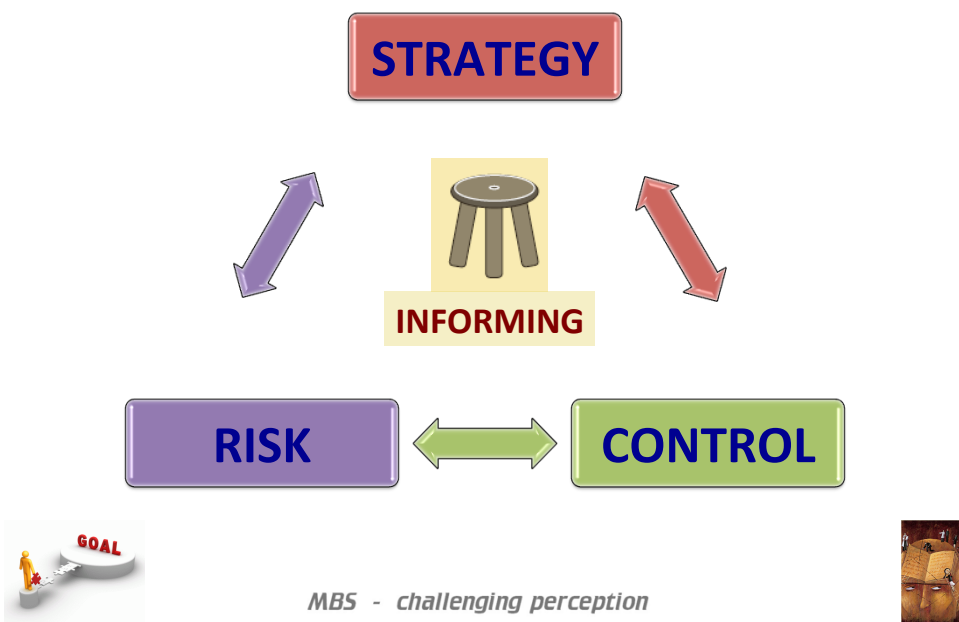 STRATEGY
INFORMING
RISK
CONTROL
GOAL
MBS - challenging perception